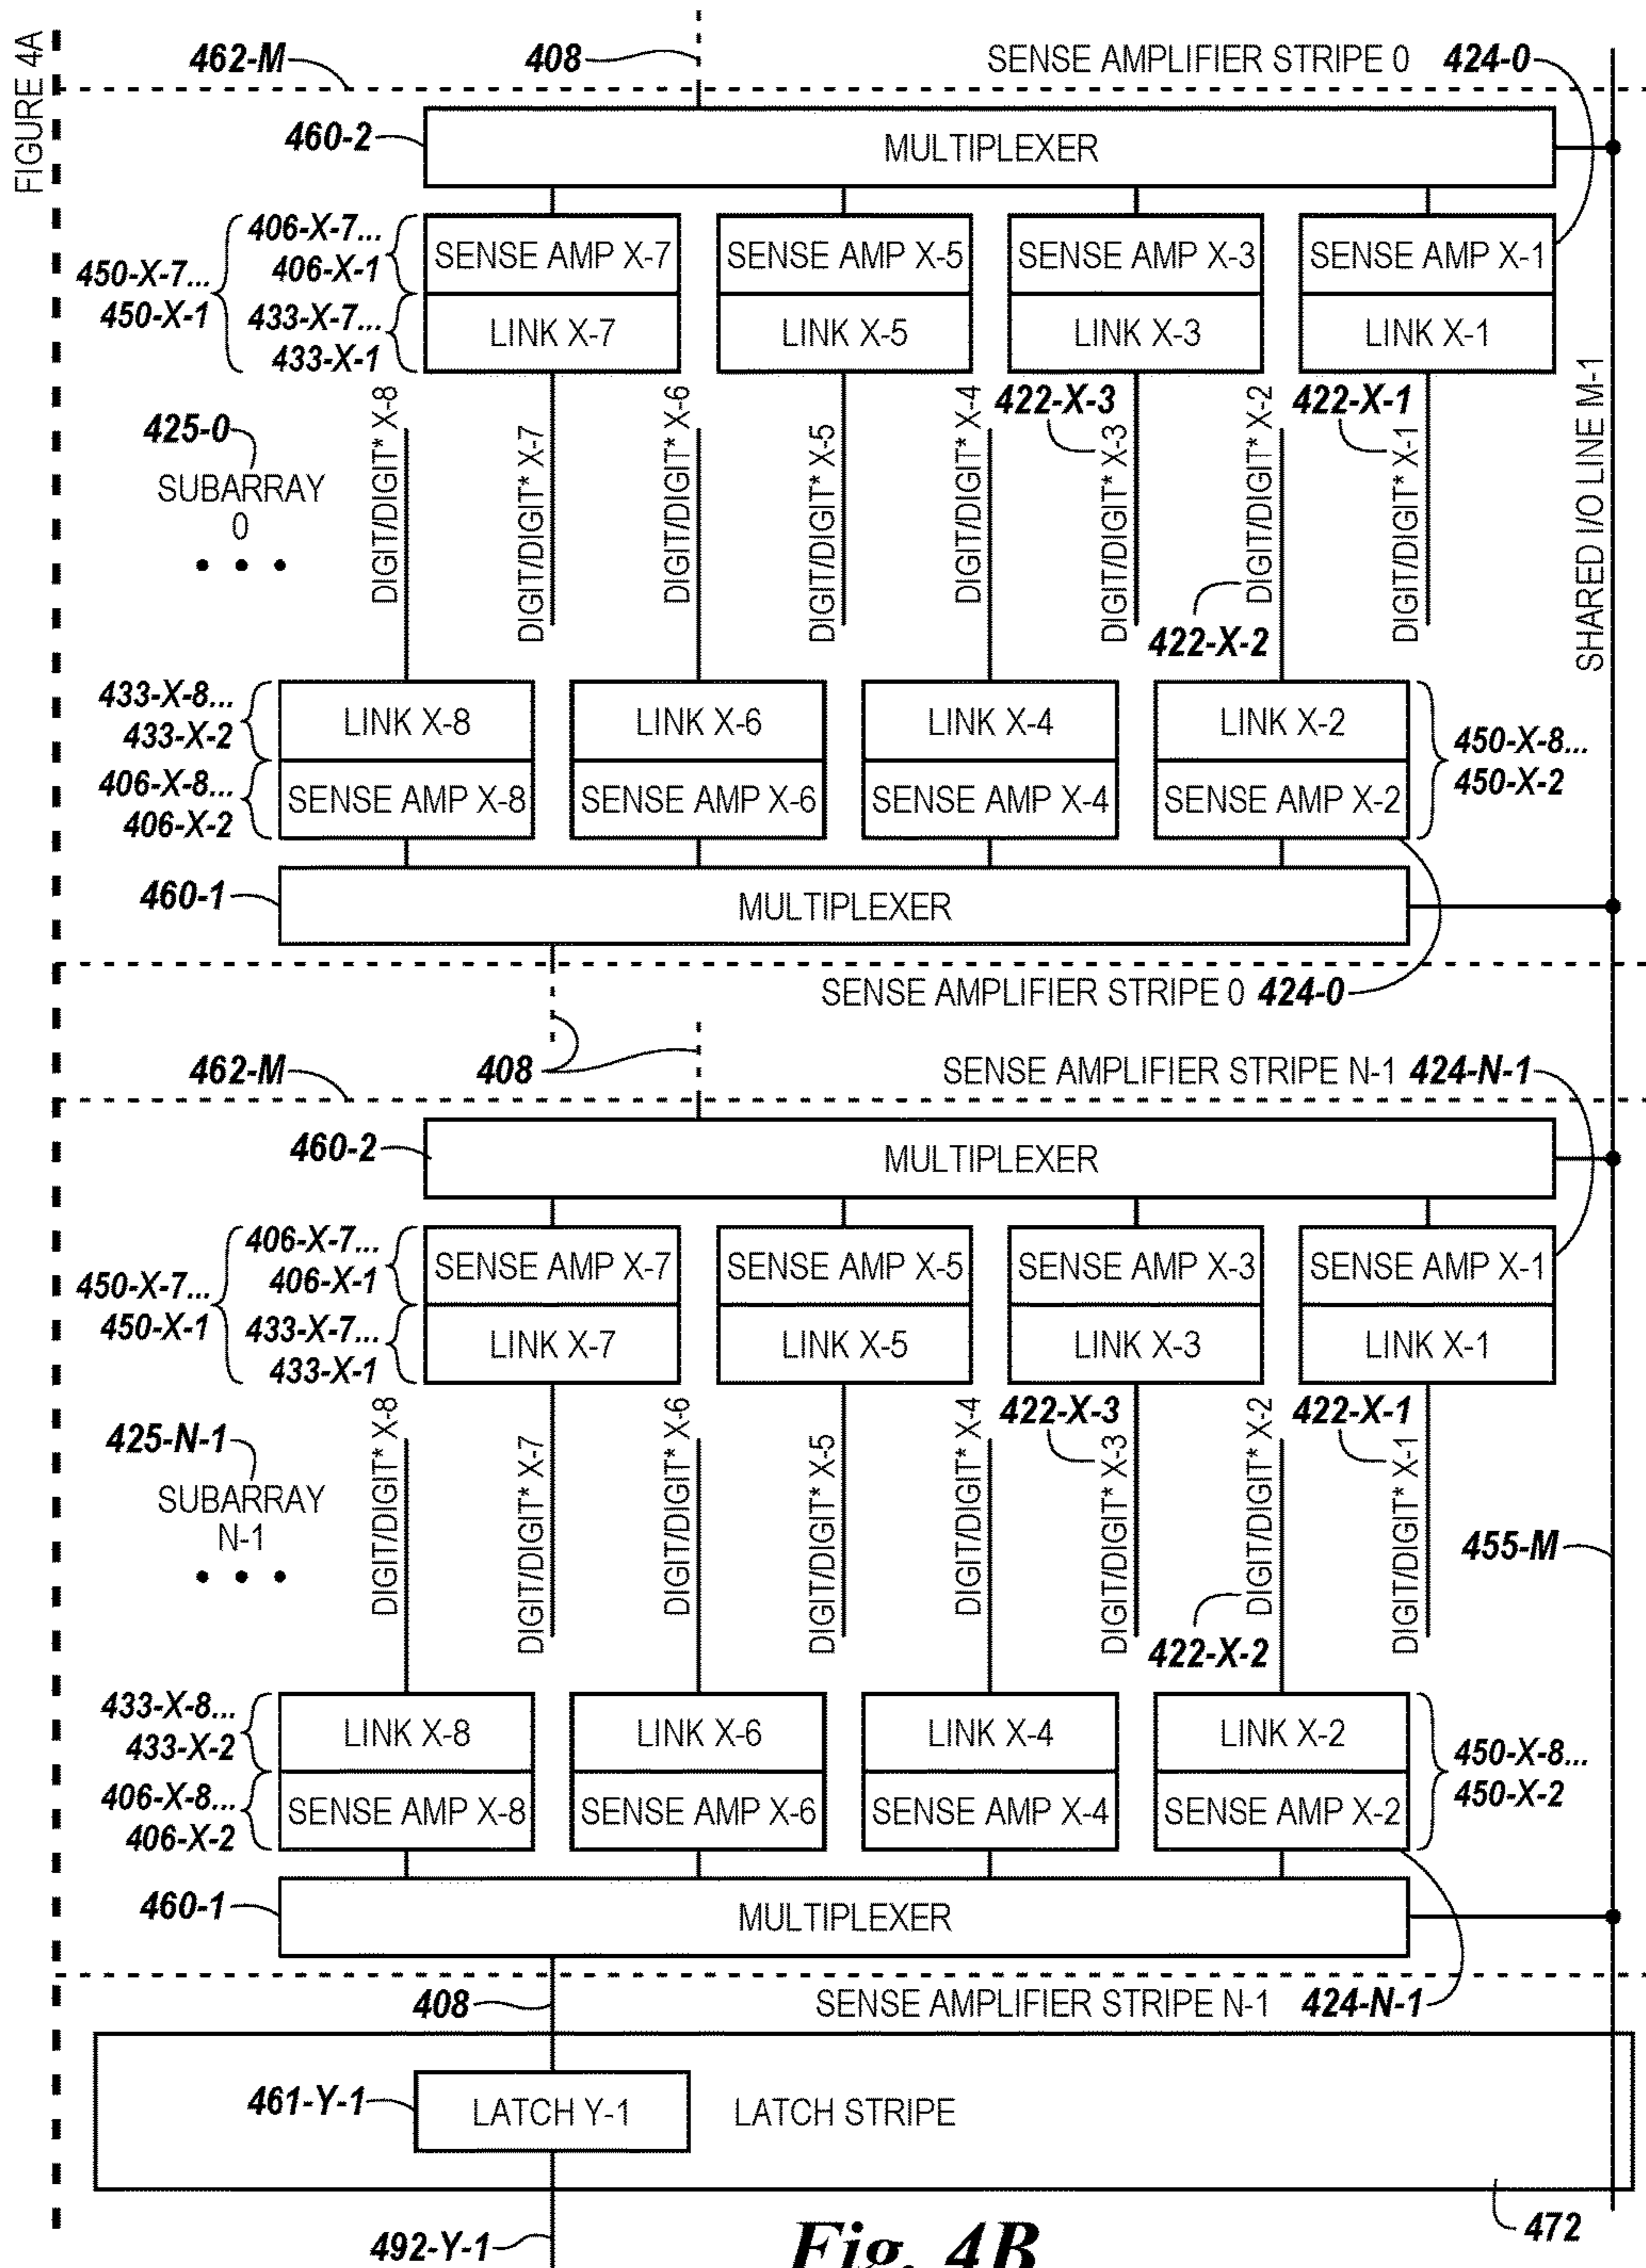 FIGURE 4A
462-M
408
SENSE AMPLIFIER STRIPE 0 424-0
460-2
MULTIPLEXER
450-X-7...
450-X-1
406-X-7...
406-X-1
433-X-7...
433-X-1
SENSE AMP X-7
SENSE AMP X-5
SENSE AMP X-3
SENSE AMP X-1
LINK X-7
LINK X-5
LINK X-3
LINK X-1
425-0
SUBARRAY
0
• • •
DIGIT/DIGIT* X-8
DIGIT/DIGIT* X-7
DIGIT/DIGIT* X-6
DIGIT/DIGIT* X-5
DIGIT/DIGIT* X-4
422-X-3
DIGIT/DIGIT* X-3
DIGIT/DIGIT* X-2
422-X-2
422-X-1
DIGIT/DIGIT* X-1
SHARED I/O LINE M-1
433-X-8...
433-X-2
406-X-8...
406-X-2
LINK X-8
LINK X-6
LINK X-4
LINK X-2
SENSE AMP X-8
SENSE AMP X-6
SENSE AMP X-4
SENSE AMP X-2
450-X-8...
450-X-2
460-1
MULTIPLEXER
SENSE AMPLIFIER STRIPE 0 424-0
462-M
408
SENSE AMPLIFIER STRIPE N-1 424-N-1
460-2
MULTIPLEXER
450-X-7...
450-X-1
406-X-7...
406-X-1
433-X-7...
433-X-1
SENSE AMP X-7
SENSE AMP X-5
SENSE AMP X-3
SENSE AMP X-1
LINK X-7
LINK X-5
LINK X-3
LINK X-1
425-N-1
SUBARRAY
N-1
• • •
DIGIT/DIGIT* X-8
DIGIT/DIGIT* X-7
DIGIT/DIGIT* X-6
DIGIT/DIGIT* X-5
DIGIT/DIGIT* X-4
422-X-3
DIGIT/DIGIT* X-3
DIGIT/DIGIT* X-2
422-X-2
422-X-1
DIGIT/DIGIT* X-1
455-M
433-X-8...
433-X-2
406-X-8...
406-X-2
LINK X-8
LINK X-6
LINK X-4
LINK X-2
SENSE AMP X-8
SENSE AMP X-6
SENSE AMP X-4
SENSE AMP X-2
450-X-8...
450-X-2
460-1
MULTIPLEXER
408
SENSE AMPLIFIER STRIPE N-1 424-N-1
461-Y-1
LATCH Y-1
LATCH STRIPE
472
492-Y-1
Fig. 4B